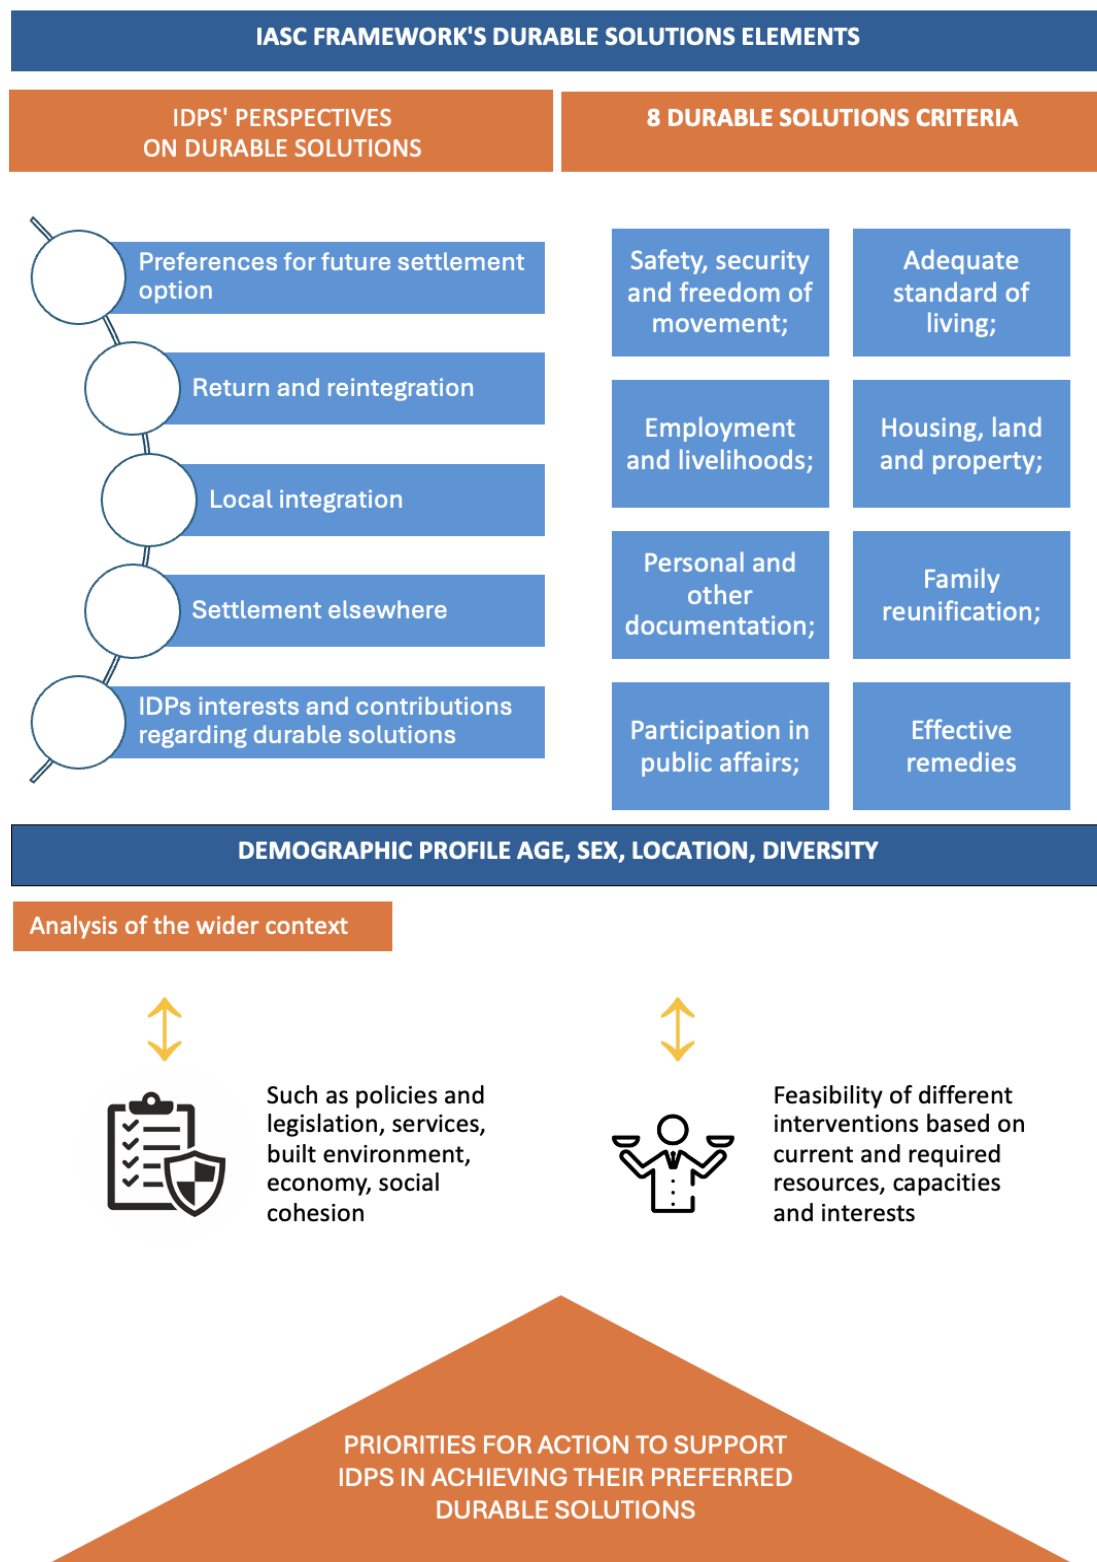 IASC FRAMEWORK'S DURABLE SOLUTIONS ELEMENTS
IDPS' PERSPECTIVES
ON DURABLE SOLUTIONS
8 DURABLE SOLUTIONS CRITERIA
Preferences for future settlement
option
Return and reintegration
Local integration
Settlement elsewhere
IDPs interests and contributions
regarding durable solutions
Safety, security
and freedom of
movement;
Adequate
standard of
living;
Employment
and livelihoods;
Housing, land
and property;
Personal and
other
documentation;
Family
reunification;
Participation in
public affairs;
Effective
remedies
DEMOGRAPHIC PROFILE AGE, SEX, LOCATION, DIVERSITY
Analysis of the wider context
Such as policies and
legislation, services,
built environment,
economy, social
cohesion
Feasibility of different
interventions based on
current and required
resources, capacities
and interests
PRIORITIES FOR ACTION TO SUPPORT
IDPS IN ACHIEVING THEIR PREFERRED
DURABLE SOLUTIONS